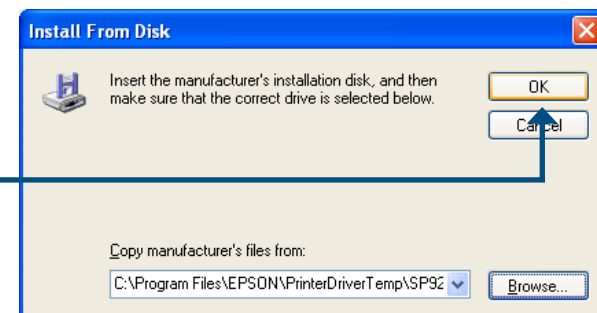 Install From Disk
Insert the manufacturer's installation disk, and then
make sure that the correct drive is selected below.
OK
Cancel
Copy manufacturer's files from:
C:\Program Files\EPSON\PrinterDriverTemp\SP92
Browse...